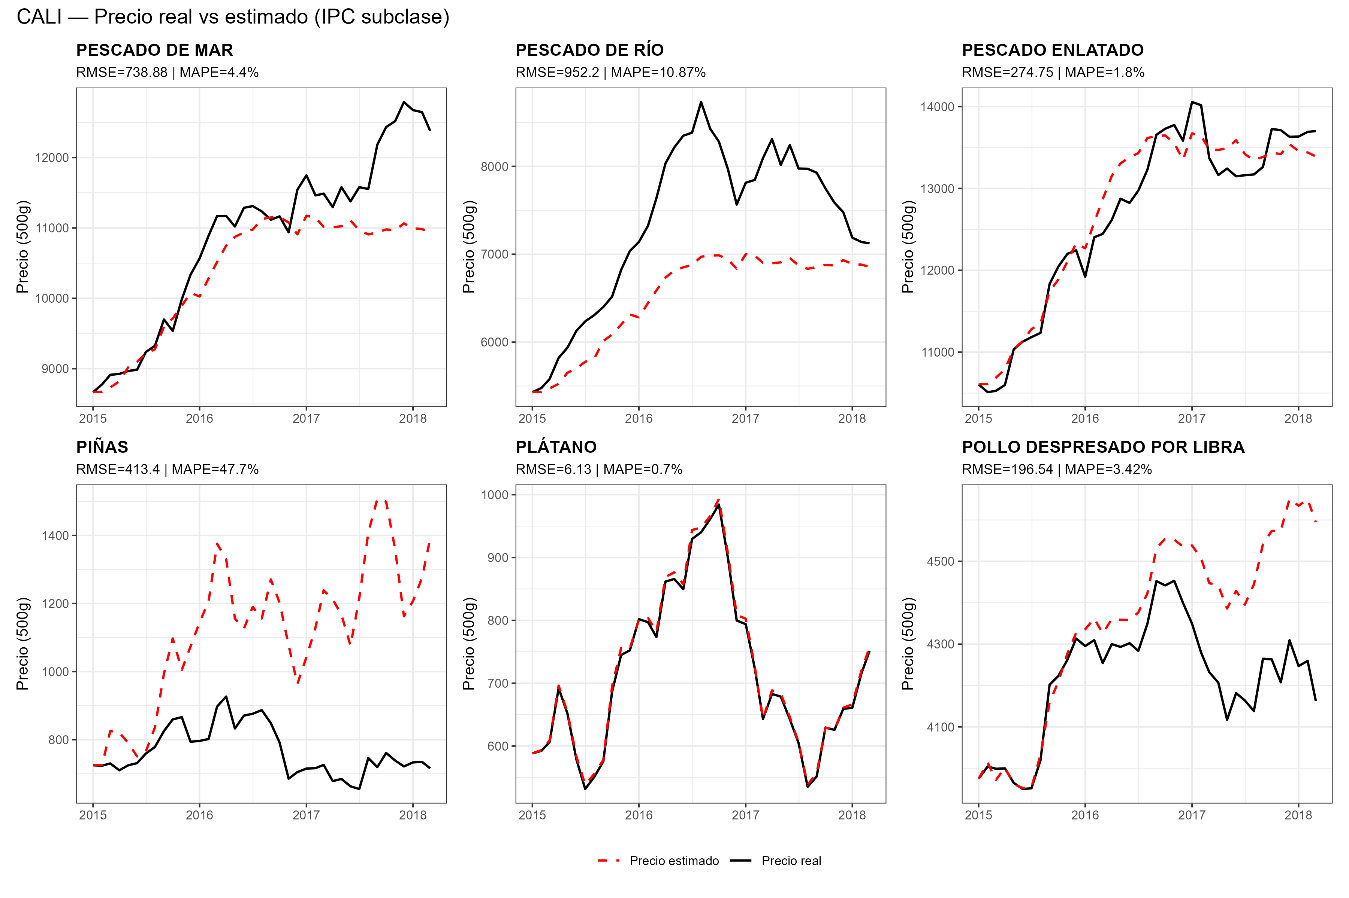 CALI — Precio real vs estimado (IPC subclase)
PESCADO DE MAR
RMSE=738.88 | MAPE=4.4%
Precio (500g)
12000
11000
10000
9000
2015 2016 2017 2018
PESCADO DE RÍO
RMSE=952.2 | MAPE=10.87%
Precio (500g)
8000
7000
6000
2015 2016 2017 2018
PESCADO ENLATADO
RMSE=274.75 | MAPE=1.8%
Precio (500g)
14000
13000
12000
11000
2015 2016 2017 2018
PIÑAS
RMSE=413.4 | MAPE=47.7%
Precio (500g)
1400
1200
1000
800
2015 2016 2017 2018
PLÁTANO
RMSE=6.13 | MAPE=0.7%
Precio (500g)
1000
900
800
700
600
2015 2016 2017 2018
POLLO DESPRESADO POR LIBRA
RMSE=196.54 | MAPE=3.42%
Precio (500g)
4500
4300
4100
2015 2016 2017 2018
Precio estimado Precio real